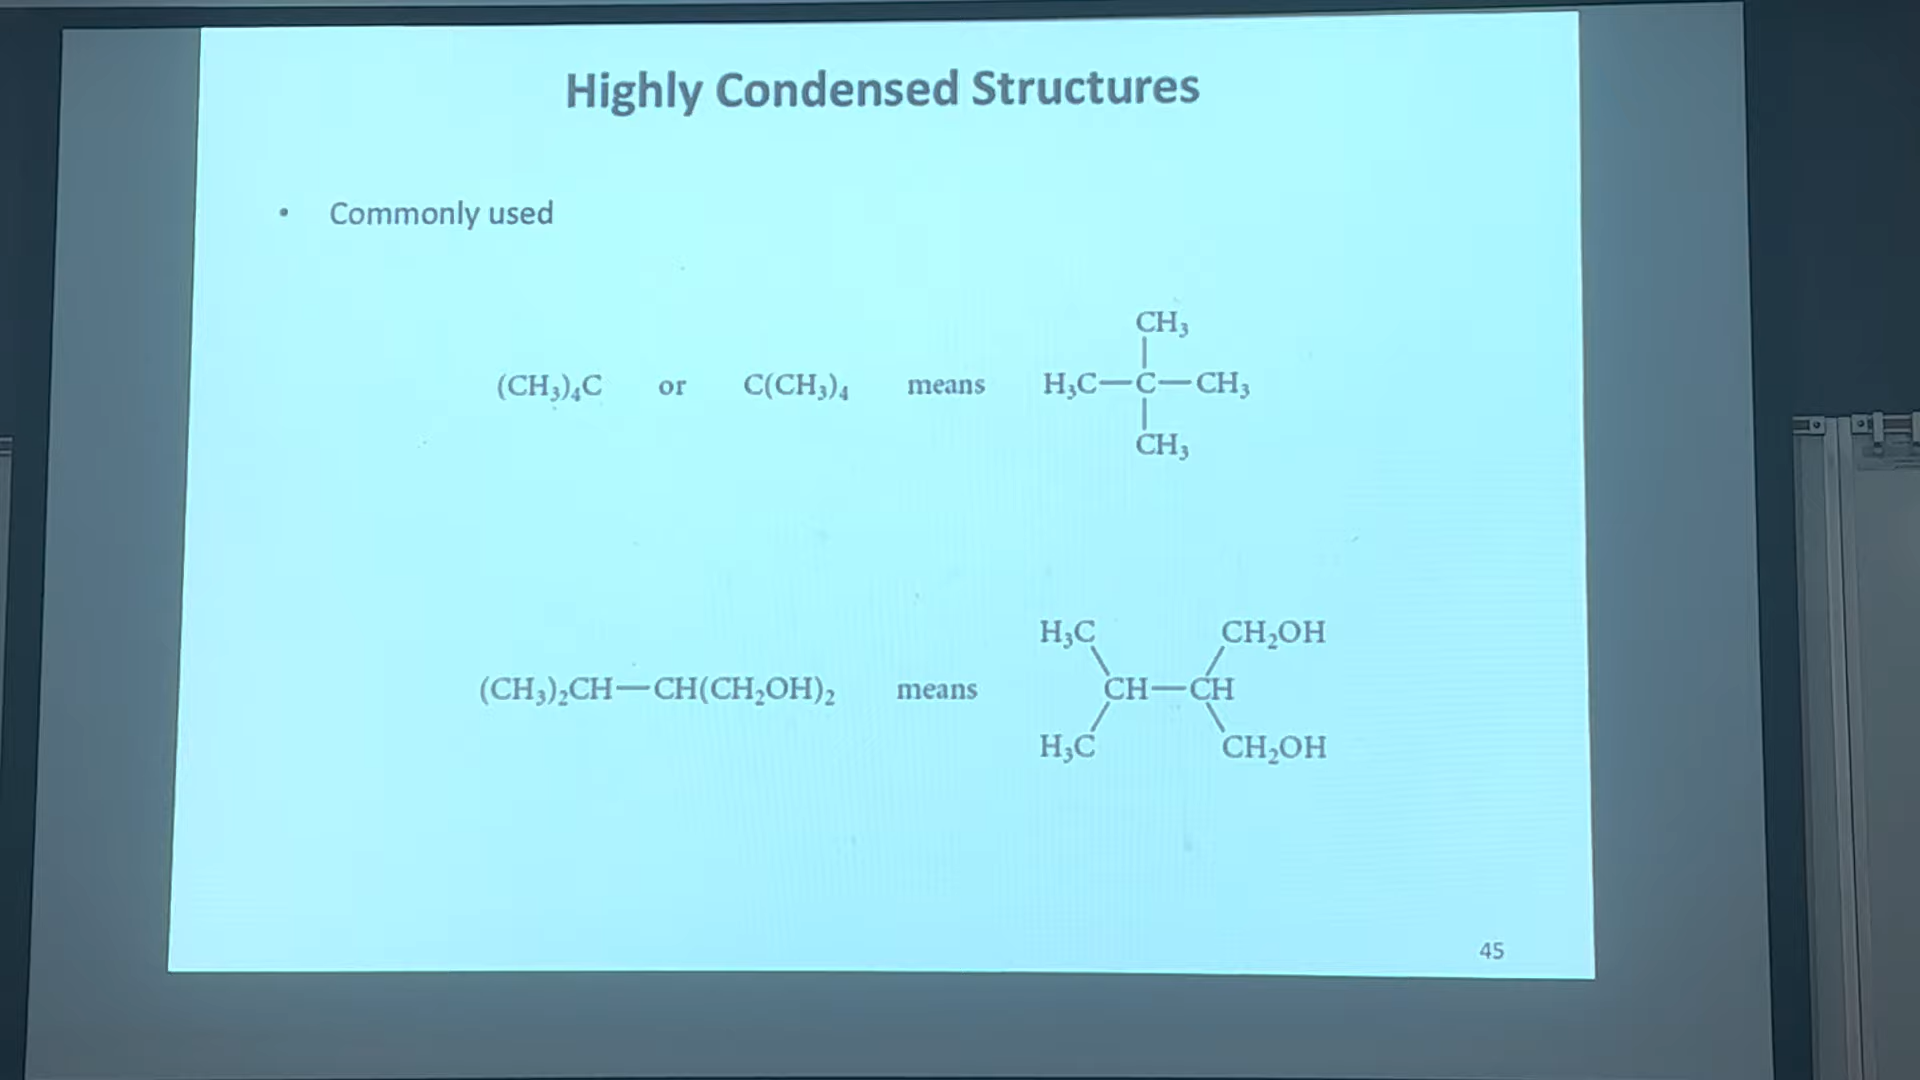 Highly Condensed Structures
• Commonly used
(CH₃)₄C or C(CH₃)₄ means
CH₃
H₃C—C—CH₃
CH₃
(CH₃)₂CH—CH(CH₂OH)₂ means
H₃C CH₂OH
CH—CH
H₃C CH₂OH
45